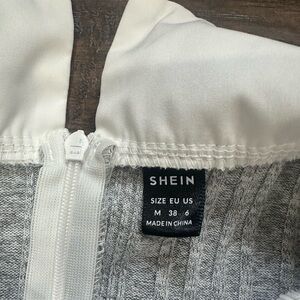 SHEIN
SIZE EU US
M 38 6
MADE IN CHINA